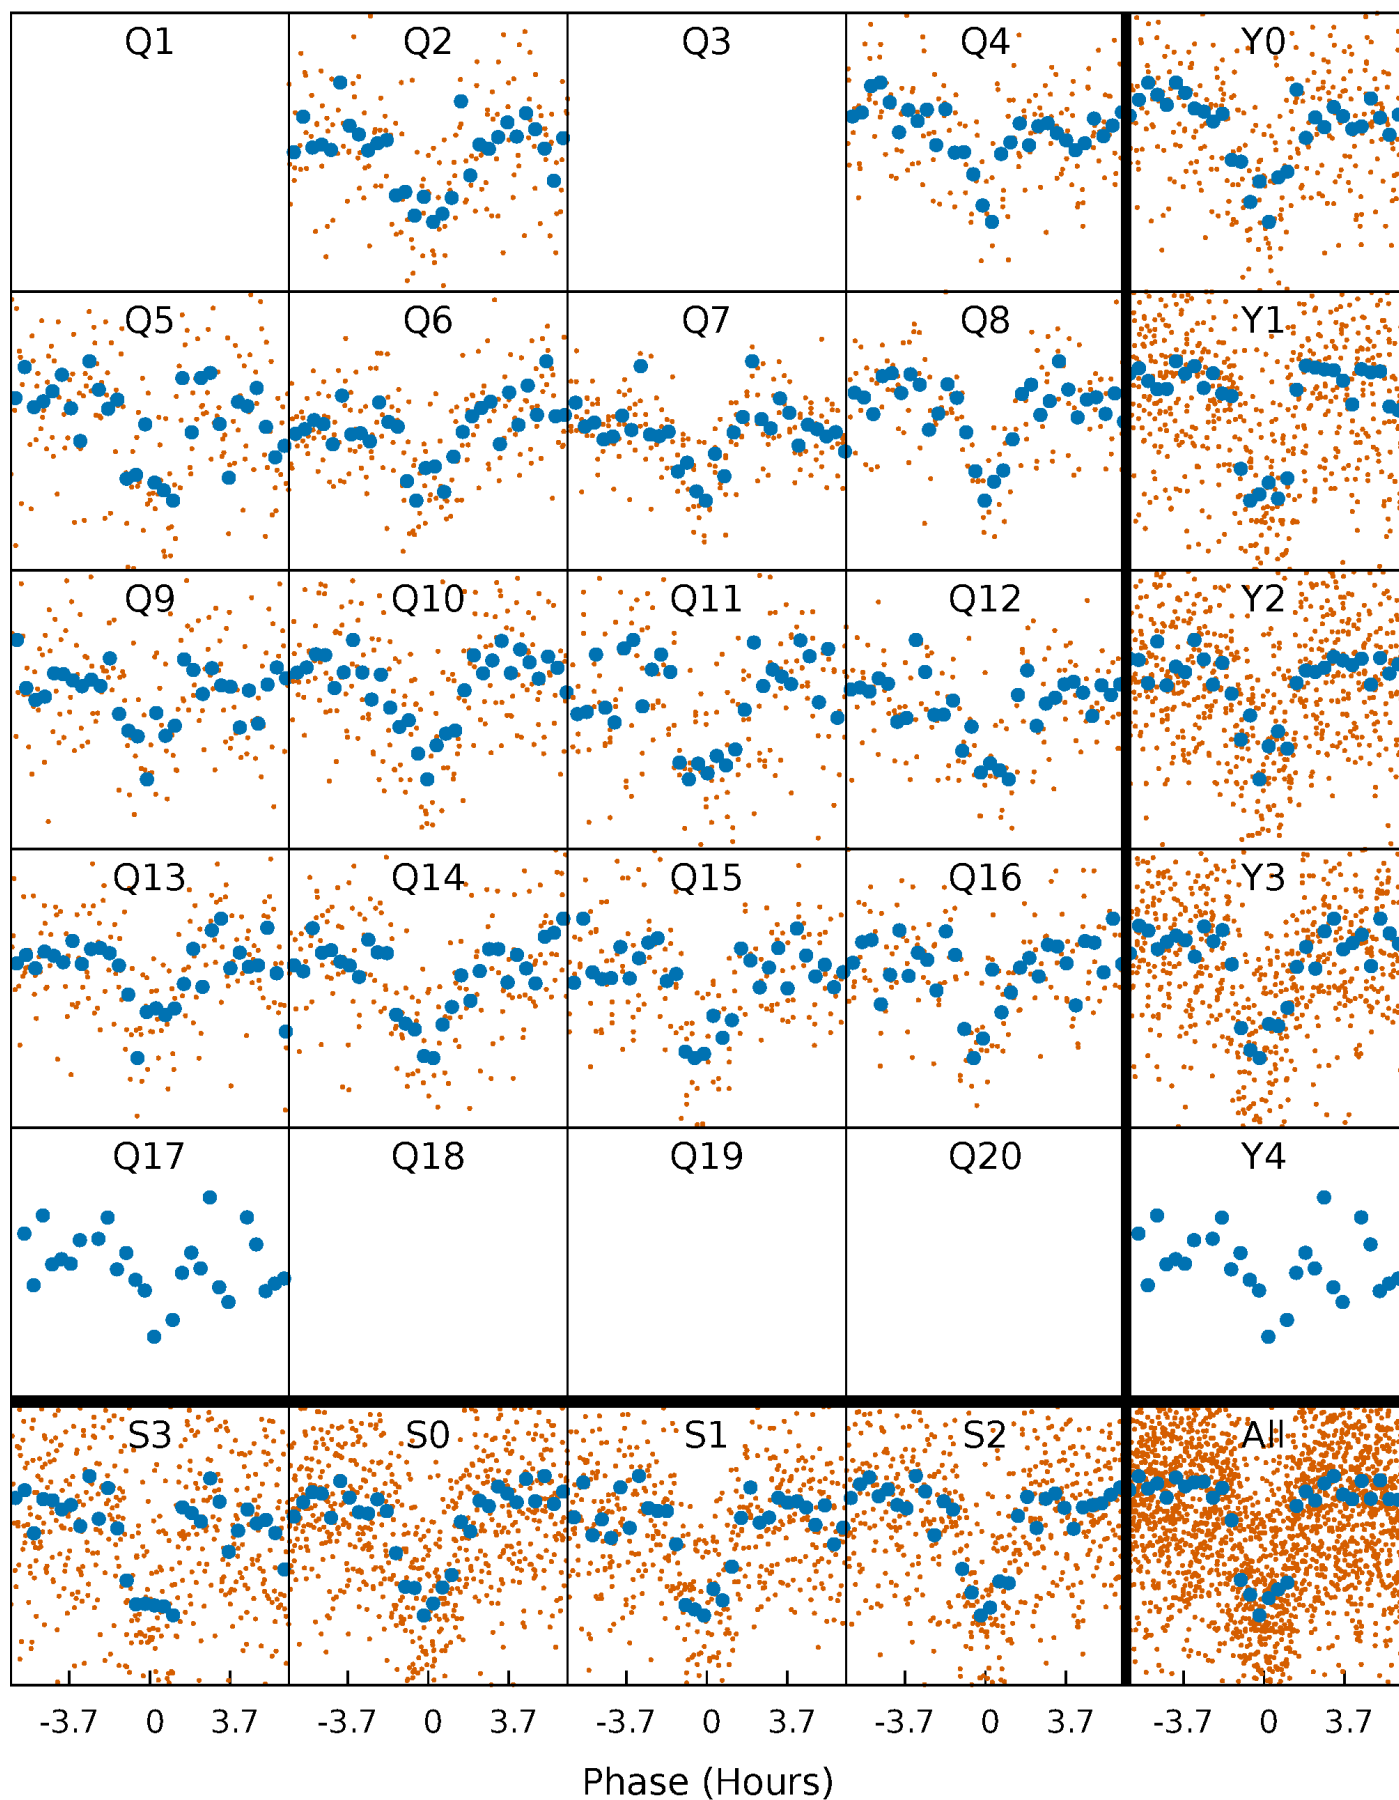 Q1 Q2 Q3 Q4 Y0
Q5 Q6 Q7 Q8 Y1
Q9 Q10 Q11 Q12 Y2
Q13 Q14 Q15 Q16 Y3
Q17 Q18 Q19 Q20 Y4
S3 S0 S1 S2 All
-3.7 0 3.7 -3.7 0 3.7 -3.7 0 3.7 -3.7 0 3.7 -3.7 0 3.7
Phase (Hours)